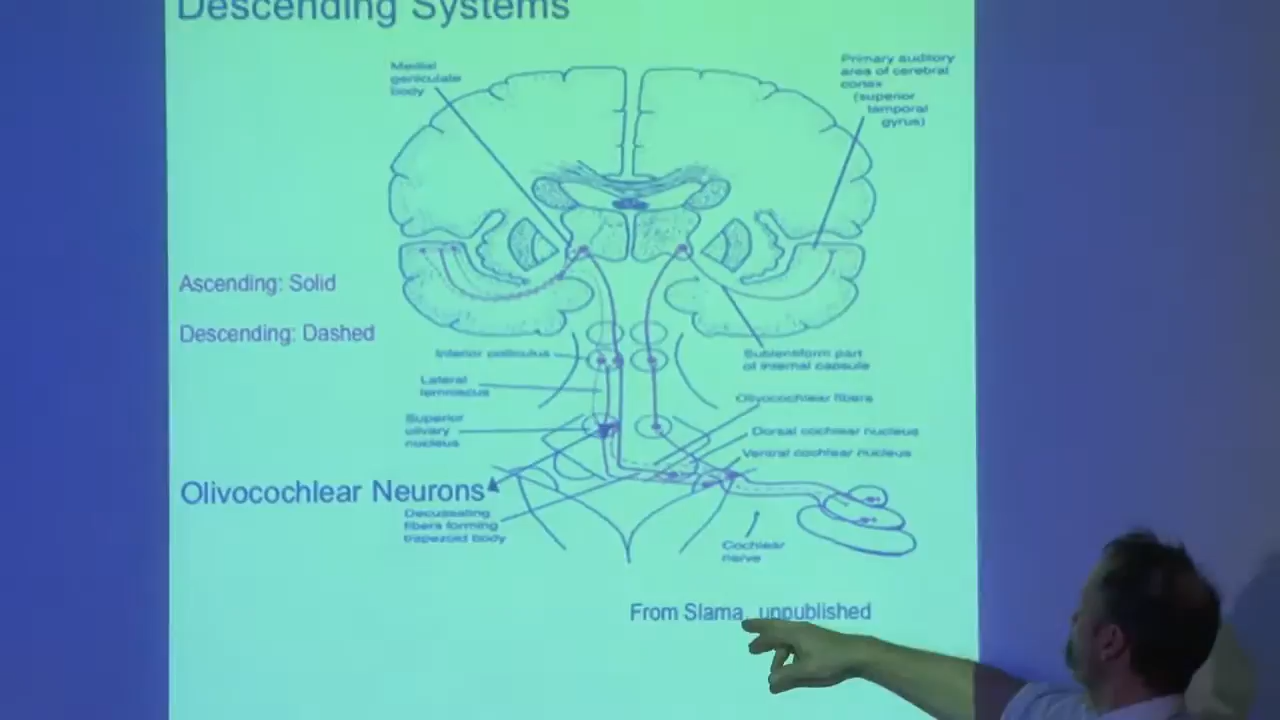 Descending Systems
Medial
geniculate
body
Primary auditory
area of cerebral
cortex
(superior
temporal
gyrus)
Ascending: Solid
Descending: Dashed
Inferior colliculus
Sublentiform part
of internal capsule
Lateral
lemniscus
Olivocochlear fibers
Superior
olivary
nucleus
Dorsal cochlear nucleus
Ventral cochlear nucleus
Olivocochlear Neurons
Decussating
fibers forming
trapezoid body
Cochlear
nerve
From Slama, unpublished